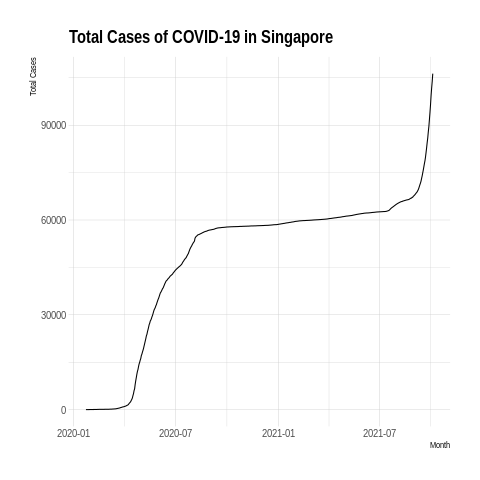 Total Cases of COVID-19 in Singapore
Total Cases
90000
60000
30000
0
2020-01 2020-07 2021-01 2021-07
Month